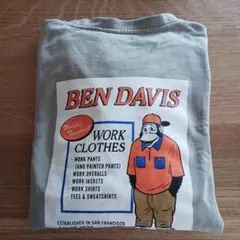 BEN DAVIS
WORK
CLOTHES
• WORK PANTS
(AND PAINTER PANTS)
• WORK OVERALLS
• WORK JACKETS
• WORK SHIRTS
• TEES & SWEATSHIRTS
ESTABLISHED IN SAN FRANCISCO